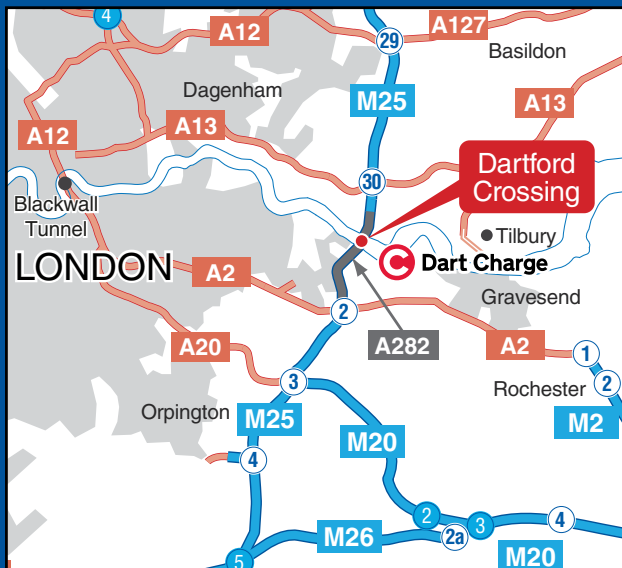 4
A12
A127
29
Basildon
Dagenham
M25
A13
A12
A13
Dartford
Crossing
30
Blackwall
Tunnel
Tilbury
LONDON
A2
C Dart Charge
Gravesend
2
A282
A2
A20
1
3
Rochester
2
Orpington
M25
M20
M2
4
2
3
4
M26
2a
M20
5